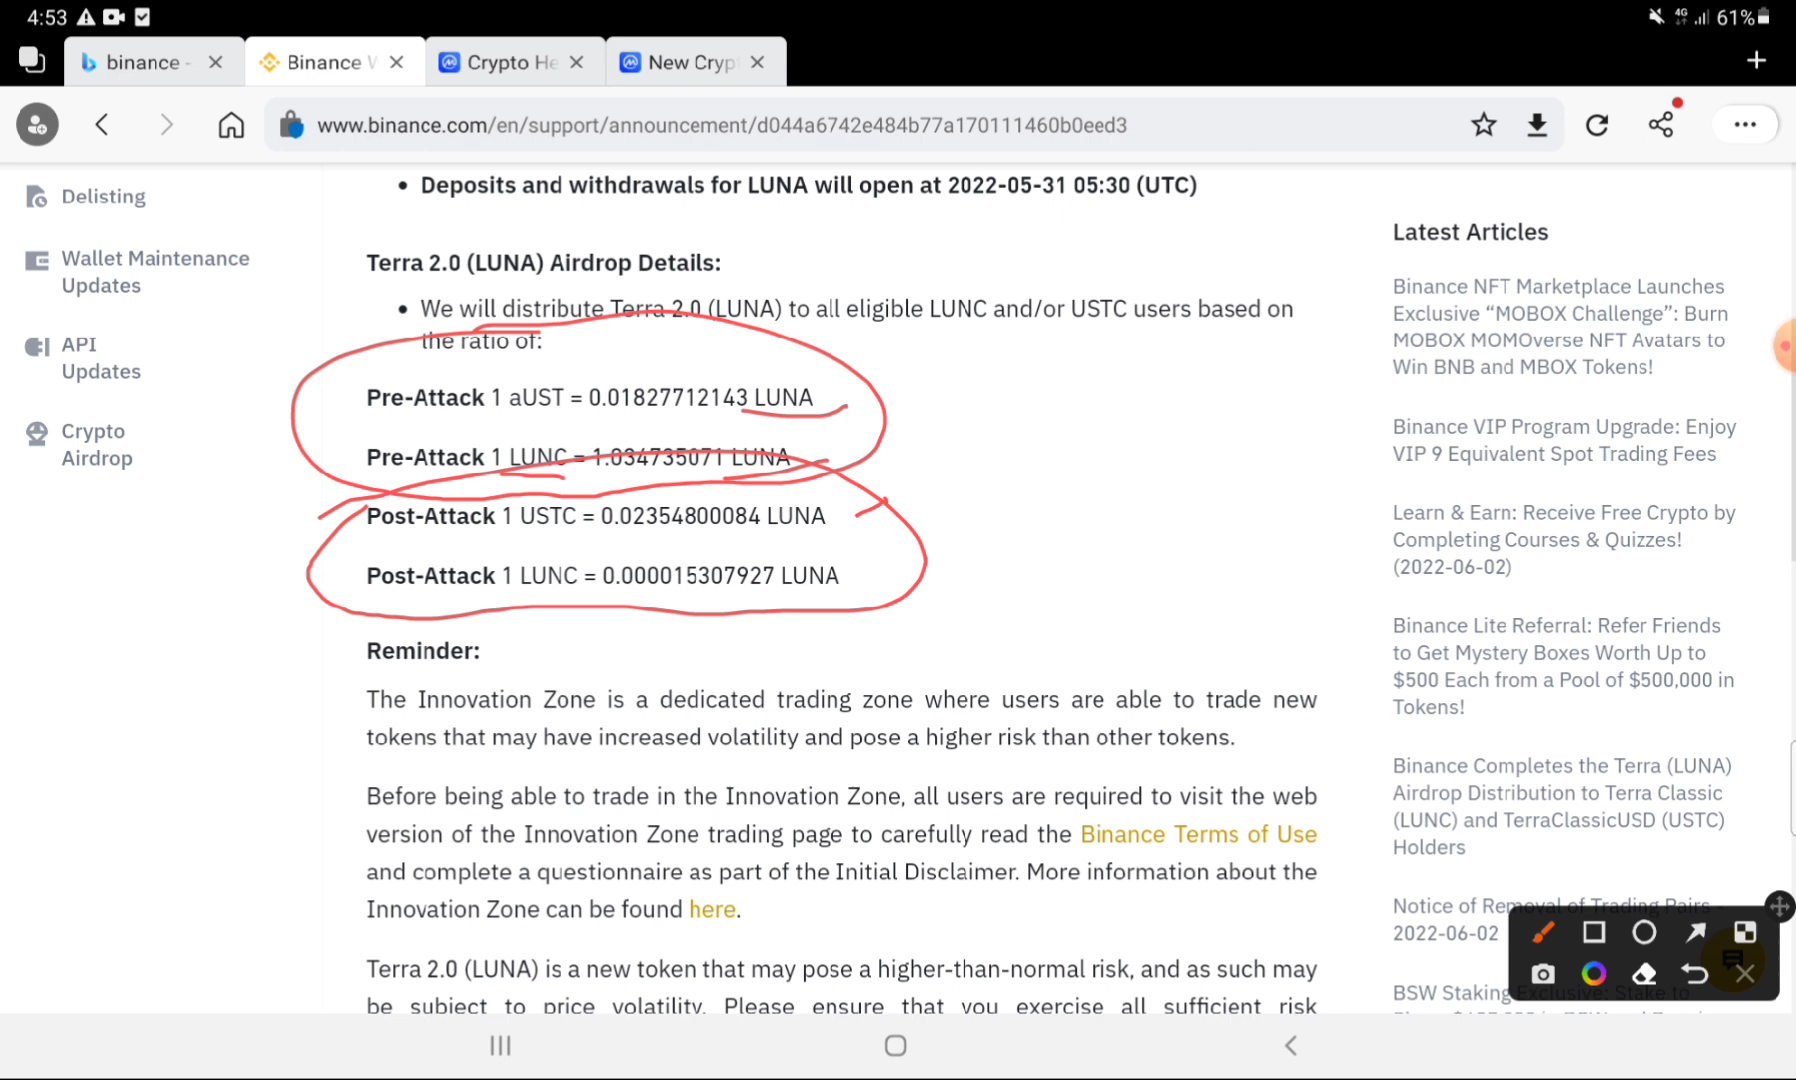 4:53
4G
61%
binance -
Binance W
Crypto He
New Cryp
www.binance.com/en/support/announcement/d044a6742e484b77a170111460b0eed3
Delisting
Wallet Maintenance
Updates
API
Updates
Crypto
Airdrop
• Deposits and withdrawals for LUNA will open at 2022-05-31 05:30 (UTC)
Terra 2.0 (LUNA) Airdrop Details:
• We will distribute Terra 2.0 (LUNA) to all eligible LUNC and/or USTC users based on
the ratio of:
Pre-Attack 1 aUST = 0.01827712143 LUNA
Pre-Attack 1 LUNC = 1.034735071 LUNA
Post-Attack 1 USTC = 0.02354800084 LUNA
Post-Attack 1 LUNC = 0.000015307927 LUNA
Reminder:
The Innovation Zone is a dedicated trading zone where users are able to trade new
tokens that may have increased volatility and pose a higher risk than other tokens.
Before being able to trade in the Innovation Zone, all users are required to visit the web
version of the Innovation Zone trading page to carefully read the Binance Terms of Use
and complete a questionnaire as part of the Initial Disclaimer. More information about the
Innovation Zone can be found here.
Terra 2.0 (LUNA) is a new token that may pose a higher-than-normal risk, and as such may
be subject to price volatility. Please ensure that you exercise all sufficient risk
Latest Articles
Binance NFT Marketplace Launches
Exclusive “MOBOX Challenge”: Burn
MOBOX MOMOverse NFT Avatars to
Win BNB and MBOX Tokens!
Binance VIP Program Upgrade: Enjoy
VIP 9 Equivalent Spot Trading Fees
Learn & Earn: Receive Free Crypto by
Completing Courses & Quizzes!
(2022-06-02)
Binance Lite Referral: Refer Friends
to Get Mystery Boxes Worth Up to
$500 Each from a Pool of $500,000 in
Tokens!
Binance Completes the Terra (LUNA)
Airdrop Distribution to Terra Classic
(LUNC) and TerraClassicUSD (USTC)
Holders
Notice of Removal of Trading Pairs -
2022-06-02
BSW Staking Exclusive: Stake to